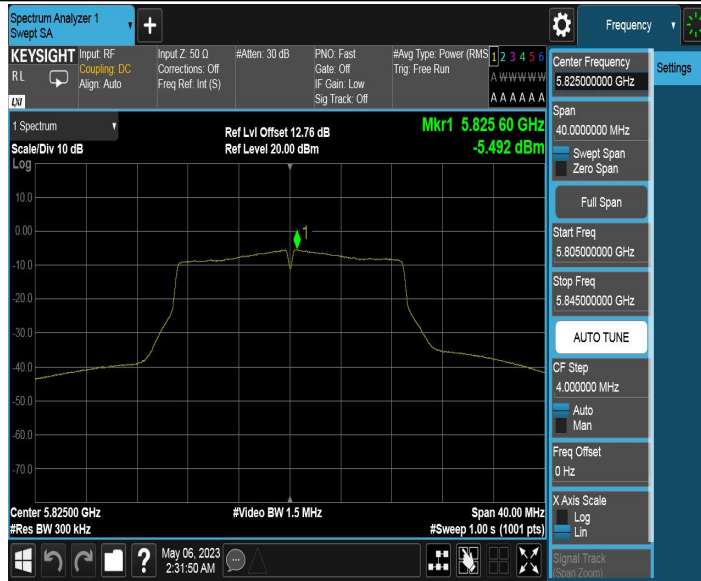 Spectrum Analyzer 1
Swept SA
Frequency
KEYSIGHT
RL
LXI
Input: RF
Coupling: DC
Align: Auto
Input Z: 50 Ω
Corrections: Off
Freq Ref: Int (S)
#Atten: 30 dB
PNO: Fast
Gate: Off
IF Gain: Low
Sig Track: Off
#Avg Type: Power (RMS
Trig: Free Run
1 2 3 4 5 6
A W W W W W
A A A A A A
Center Frequency
5.825000000 GHz
Settings
Span
40.0000000 MHz
Swept Span
Zero Span
Full Span
Start Freq
5.805000000 GHz
Stop Freq
5.845000000 GHz
AUTO TUNE
CF Step
4.000000 MHz
Auto
Man
Freq Offset
0 Hz
X Axis Scale
Log
Lin
Signal Track
(Span Zoom)
1 Spectrum
Scale/Div 10 dB
Log
Ref Lvl Offset 12.76 dB
Ref Level 20.00 dBm
Mkr1 5.825 60 GHz
-5.492 dBm
10.0
0.00
-10.0
-20.0
-30.0
-40.0
-50.0
-60.0
-70.0
1
Center 5.82500 GHz
#Res BW 300 kHz
#Video BW 1.5 MHz
Span 40.00 MHz
#Sweep 1.00 s (1001 pts)
?
May 06, 2023
2:31:50 AM